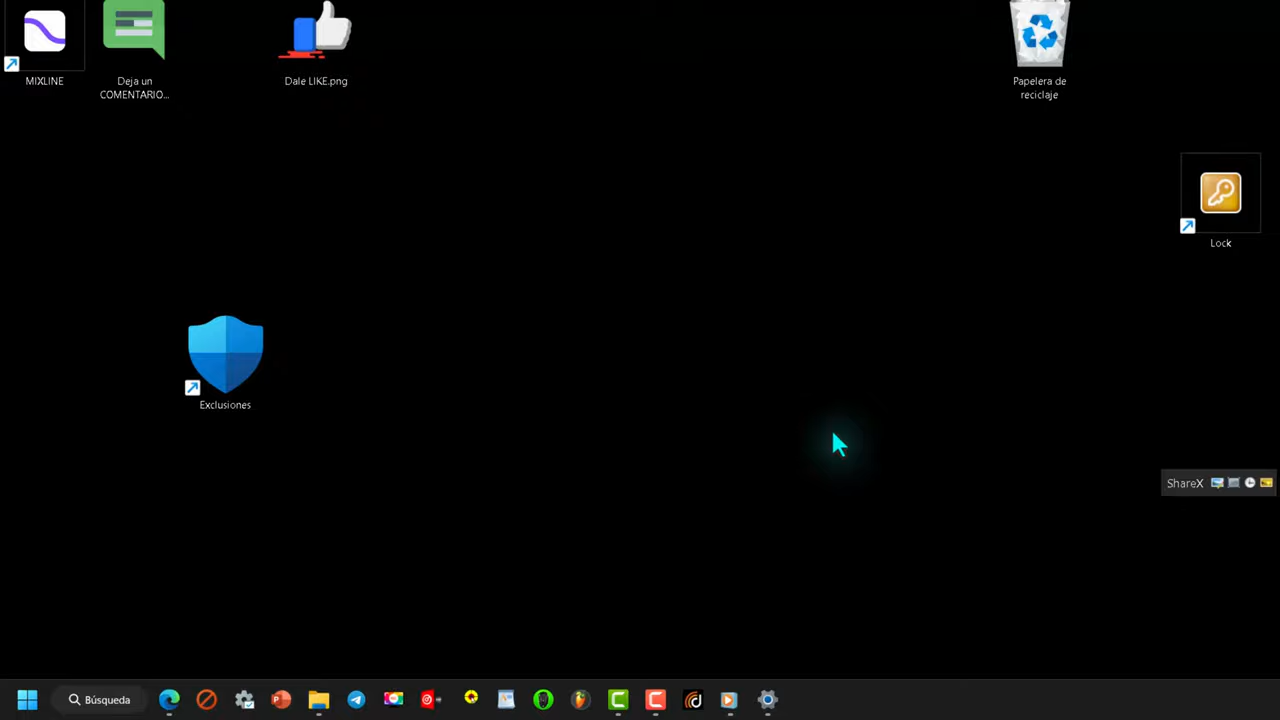 MIXLINE
Deja un
COMENTARIO...
Dale LIKE.png
Papelera de
reciclaje
Lock
Exclusiones
ShareX
Búsqueda